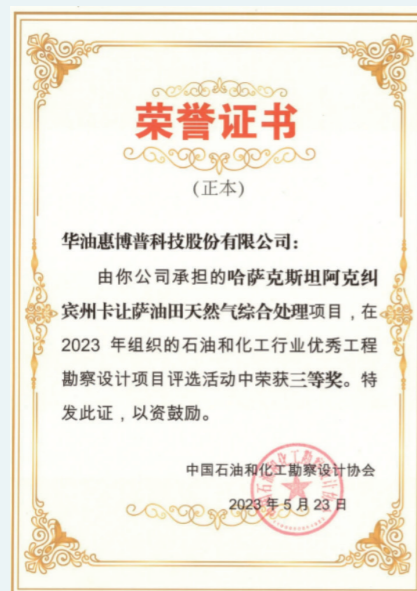 荣誉证书
(正本)
华油惠博普科技股份有限公司：
由你公司承担的哈萨克斯坦阿克纠
宾州卡让萨油田天然气综合处理项目，在
2023 年组织的石油和化工行业优秀工程
勘察设计项目评选活动中荣获三等奖。特
发此证，以资鼓励。
中国石油和化工勘察设计协会
2023 年 5 月 23 日